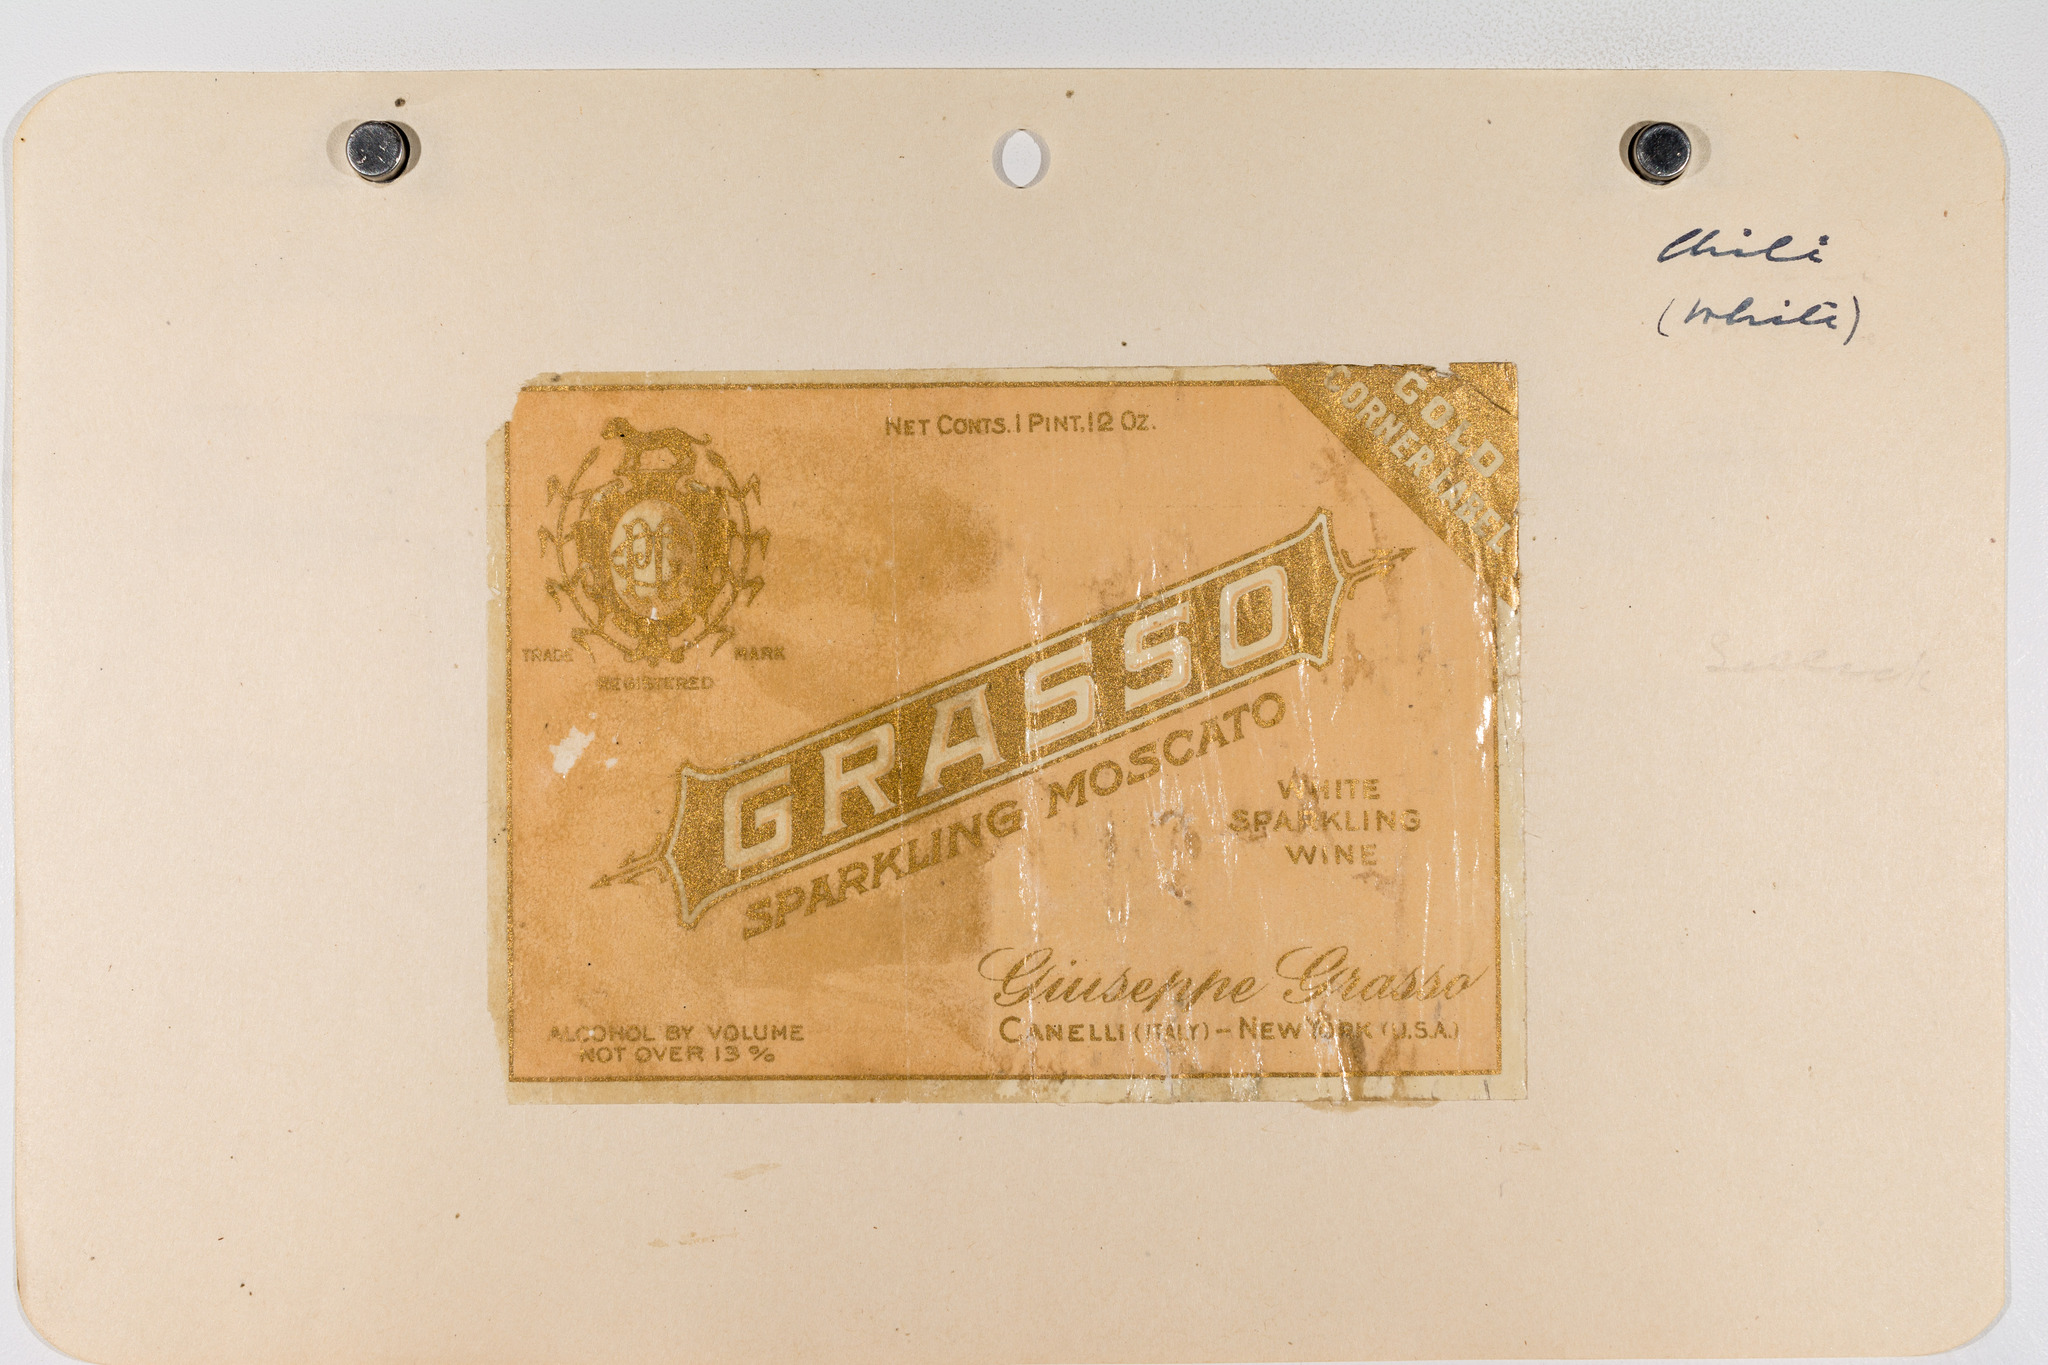 Chili
(White)
NET CONTS. 1 PINT, 12 OZ.
GOLD
CORNER LABEL
TRADE MARK
REGISTERED
GRASSO
SPARKLING MOSCATO
WHITE
SPARKLING
WINE
Giuseppe Grasso
CANELLI (ITALY) – NEW YORK (U.S.A.)
ALCOHOL BY VOLUME
NOT OVER 13 %